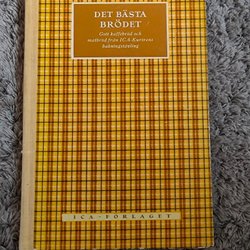 DET BÄSTA
BRÖDET
Gott kaffebröd och
matbröd från ICA-Kurirens
bakningstävling
ICA-FÖRLAGET